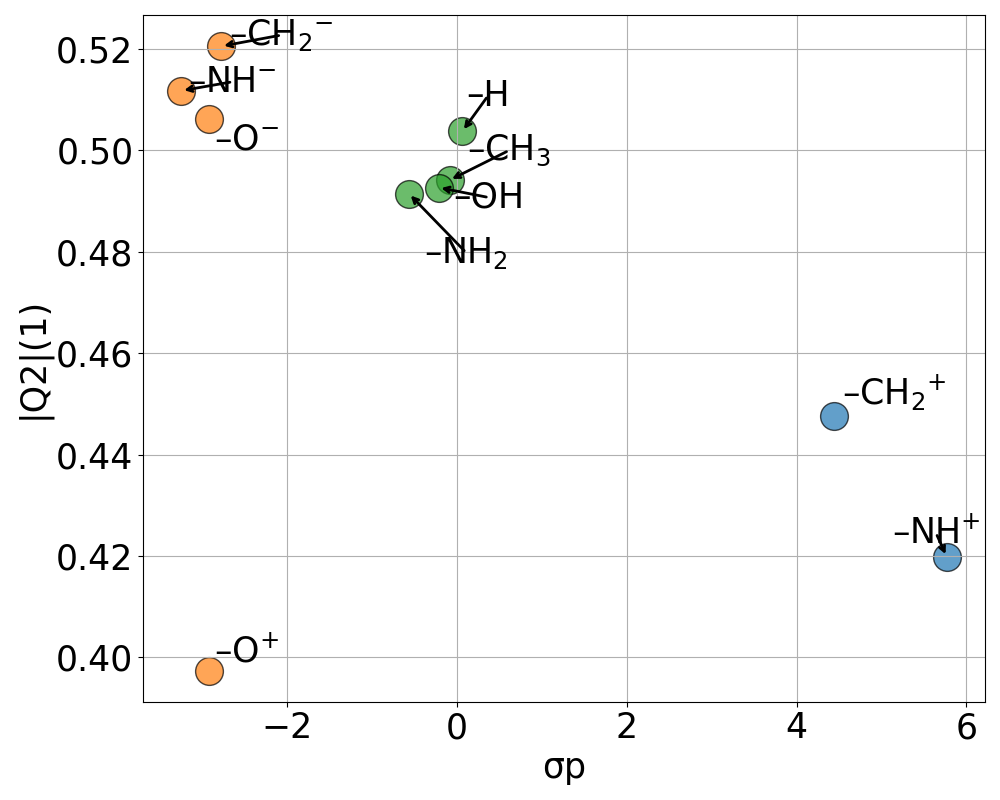 |Q2|(1)
0.52
0.50
0.48
0.46
0.44
0.42
0.40
–CH₂⁻
–NH⁻
–O⁻
–H
–CH₃
–OH
–NH₂
–CH₂⁺
–NH⁺
–O⁺
−2
0
2
4
6
σp